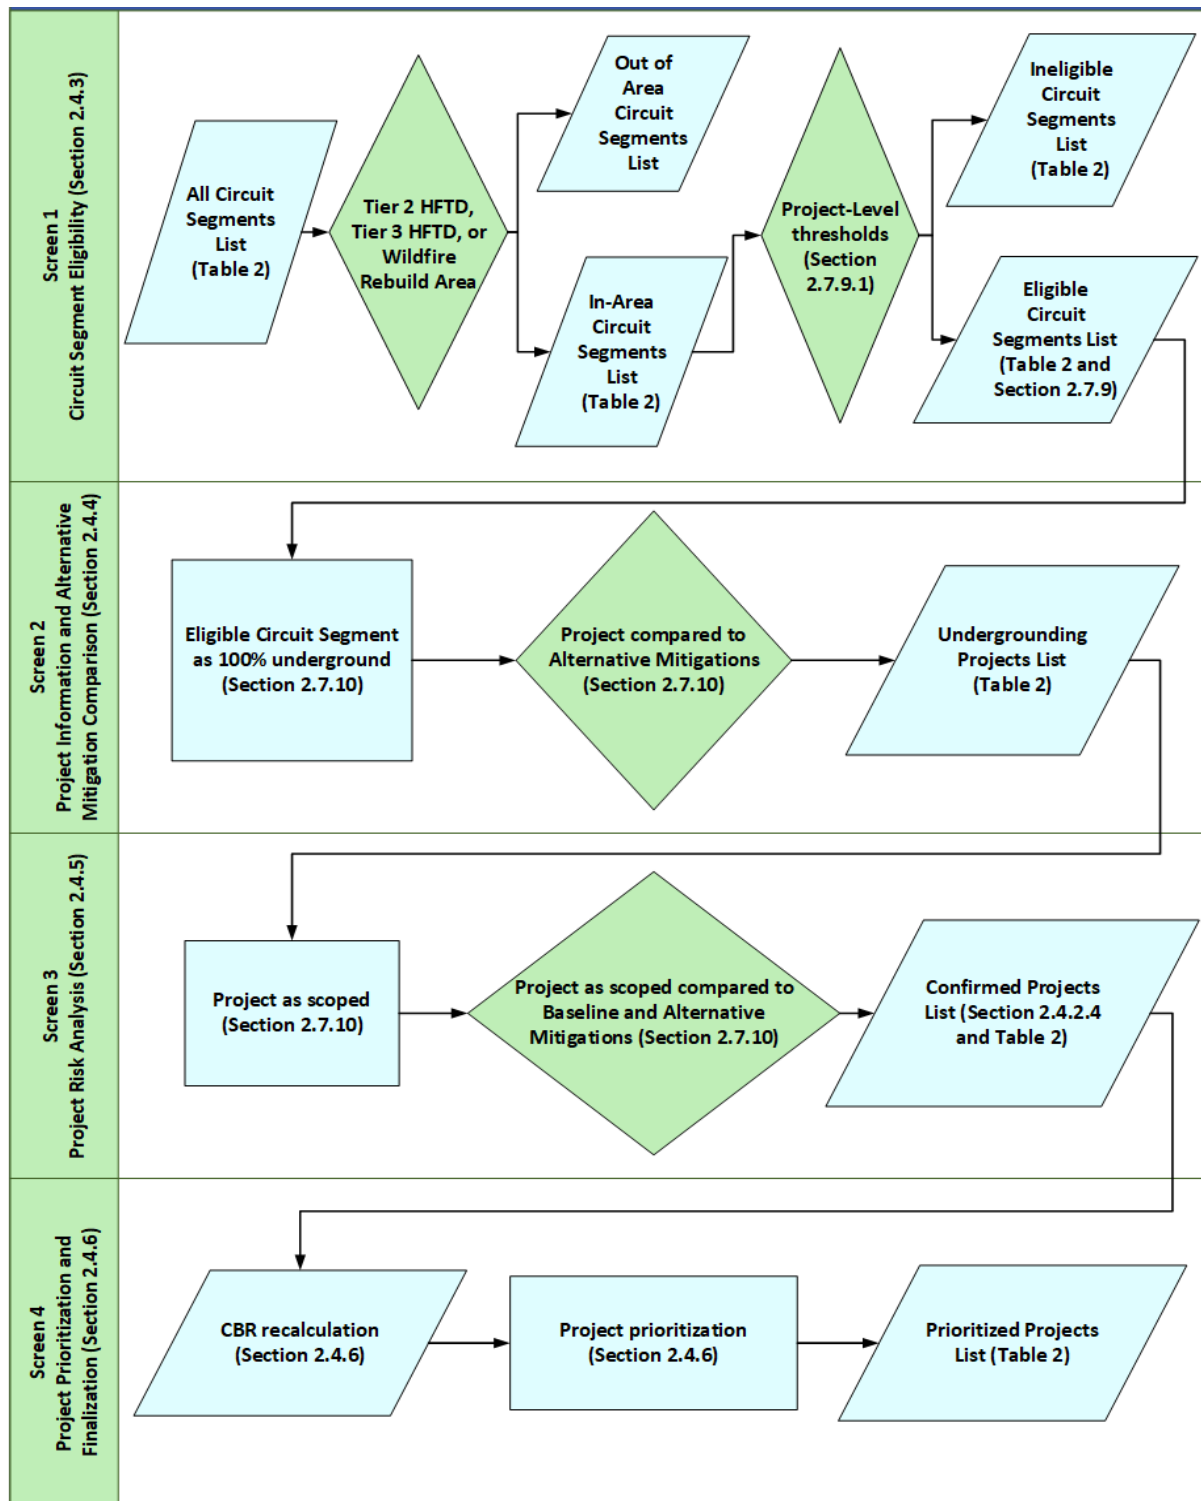 Screen 1
Circuit Segment Eligibility (Section 2.4.3)
All Circuit
Segments
List
(Table 2)
Tier 2 HFTD,
Tier 3 HFTD, or
Wildfire
Rebuild Area
Out of
Area
Circuit
Segments
List
In-Area
Circuit
Segments
List
(Table 2)
Project-Level
thresholds
(Section
2.7.9.1)
Ineligible
Circuit
Segments
List
(Table 2)
Eligible
Circuit
Segments List
(Table 2 and
Section 2.7.9)
Screen 2
Project Information and Alternative
Mitigation Comparison (Section 2.4.4)
Eligible Circuit Segment
as 100% underground
(Section 2.7.10)
Project compared to
Alternative Mitigations
(Section 2.7.10)
Undergrounding
Projects List
(Table 2)
Screen 3
Project Risk Analysis (Section 2.4.5)
Project as scoped
(Section 2.7.10)
Project as scoped compared to
Baseline and Alternative
Mitigations (Section 2.7.10)
Confirmed Projects
List (Section 2.4.2.4
and Table 2)
Screen 4
Project Prioritization and
Finalization (Section 2.4.6)
CBR recalculation
(Section 2.4.6)
Project prioritization
(Section 2.4.6)
Prioritized Projects
List (Table 2)